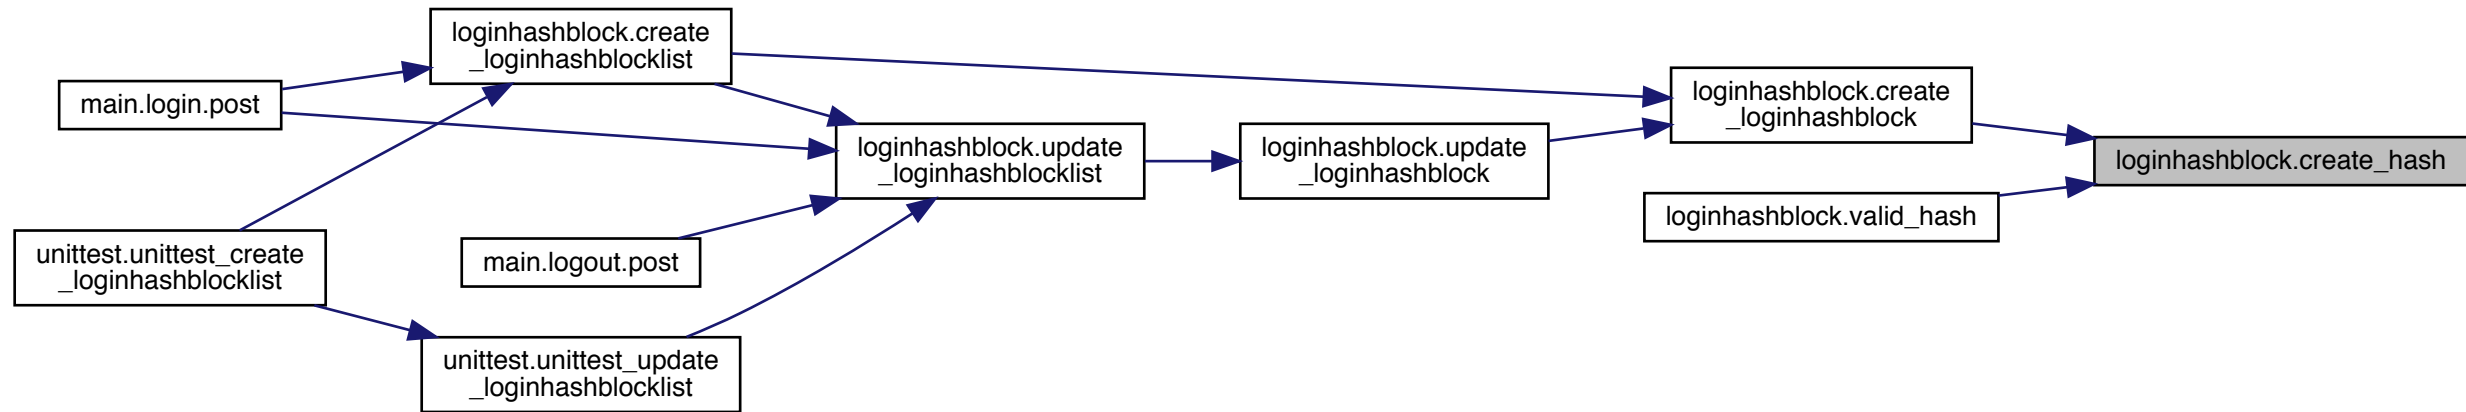 loginhashblock.create
_loginhashblocklist
main.login.post
loginhashblock.create
_loginhashblock
loginhashblock.update
_loginhashblocklist
loginhashblock.update
_loginhashblock
loginhashblock.create_hash
loginhashblock.valid_hash
unittest.unittest_create
_loginhashblocklist
main.logout.post
unittest.unittest_update
_loginhashblocklist